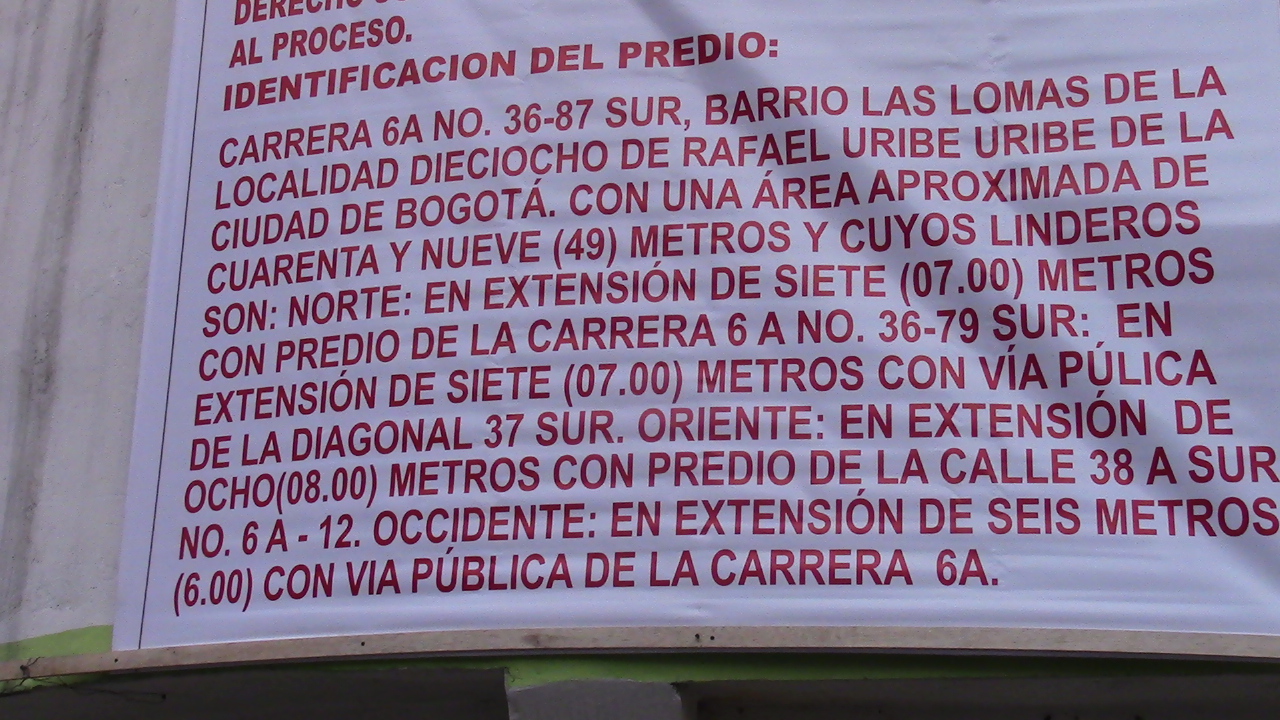 DERECHO
AL PROCESO.
IDENTIFICACION DEL PREDIO:
CARRERA 6A NO. 36-87 SUR, BARRIO LAS LOMAS DE LA
LOCALIDAD DIECIOCHO DE RAFAEL URIBE URIBE DE LA
CIUDAD DE BOGOTÁ. CON UNA ÁREA APROXIMADA DE
CUARENTA Y NUEVE (49) METROS Y CUYOS LINDEROS
SON: NORTE: EN EXTENSIÓN DE SIETE (07.00) METROS
CON PREDIO DE LA CARRERA 6 A NO. 36-79 SUR: EN
EXTENSIÓN DE SIETE (07.00) METROS CON VÍA PÚLICA
DE LA DIAGONAL 37 SUR. ORIENTE: EN EXTENSIÓN DE
OCHO(08.00) METROS CON PREDIO DE LA CALLE 38 A SUR
NO. 6 A - 12. OCCIDENTE: EN EXTENSIÓN DE SEIS METROS
(6.00) CON VIA PÚBLICA DE LA CARRERA 6A.